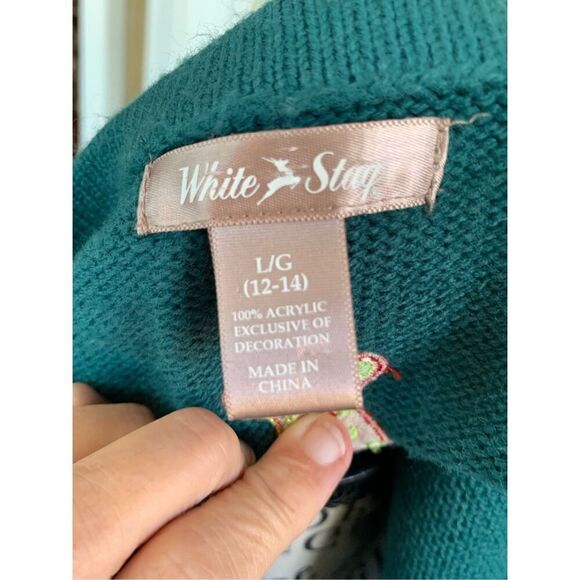 White Stag
L/G
(12-14)
100% ACRYLIC
EXCLUSIVE OF
DECORATION
MADE IN
CHINA